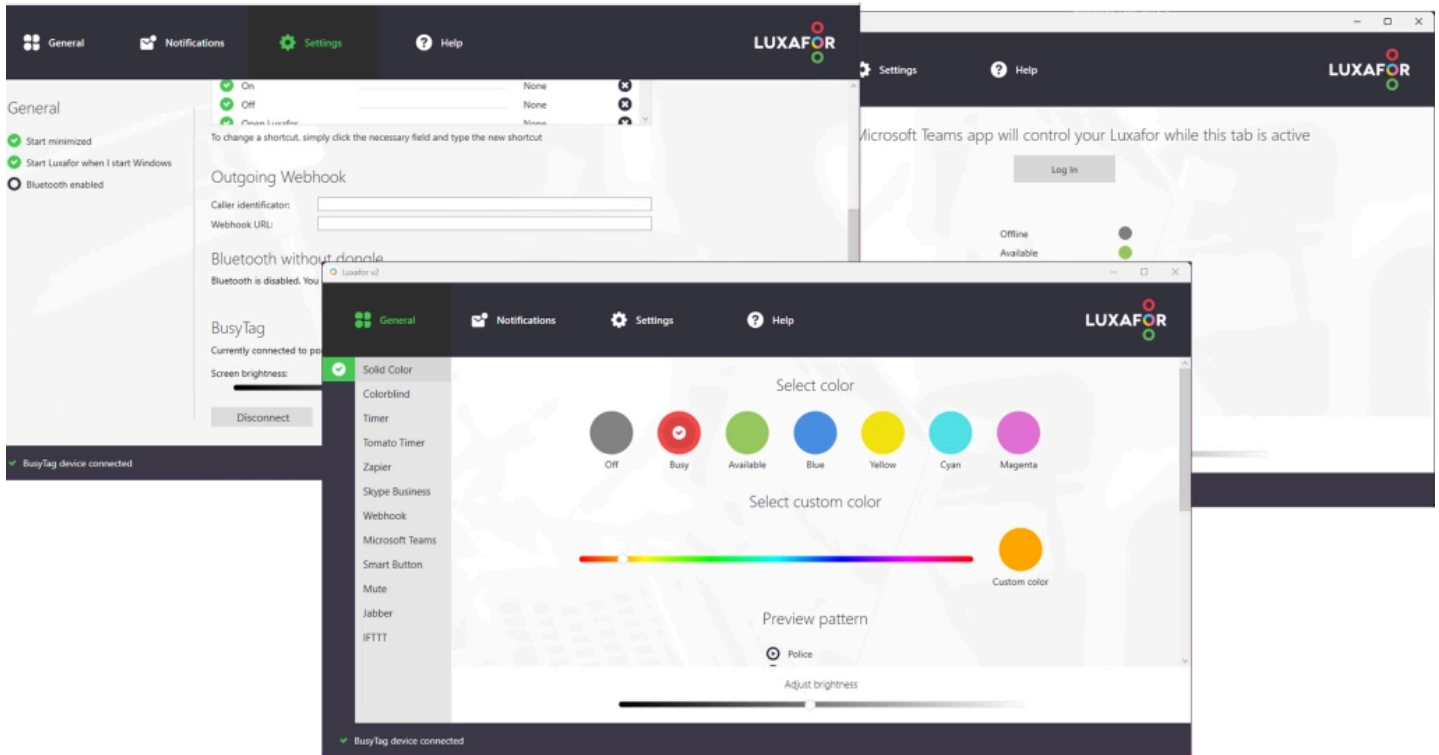 General
Notifications
Settings
Help
LUXAFOR
General
Start minimized
Start Luxafor when I start Windows
Bluetooth enabled
On None
Off None
Open Luxafor None
To change a shortcut, simply click the necessary field and type the new shortcut
Outgoing Webhook
Caller identificator:
Webhook URL:
Bluetooth without dongle
Bluetooth is disabled. You
BusyTag
Currently connected to po
Screen brightness:
Disconnect
BusyTag device connected
Settings
Help
LUXAFOR
Microsoft Teams app will control your Luxafor while this tab is active
Log In
Offline
Available
Luxafor v2
General
Notifications
Settings
Help
LUXAFOR
Solid Color
Colorblind
Timer
Tomato Timer
Zapier
Skype Business
Webhook
Microsoft Teams
Smart Button
Mute
Jabber
IFTTT
Select color
Off Busy Available Blue Yellow Cyan Magenta
Select custom color
Custom color
Preview pattern
Police
Adjust brightness
BusyTag device connected